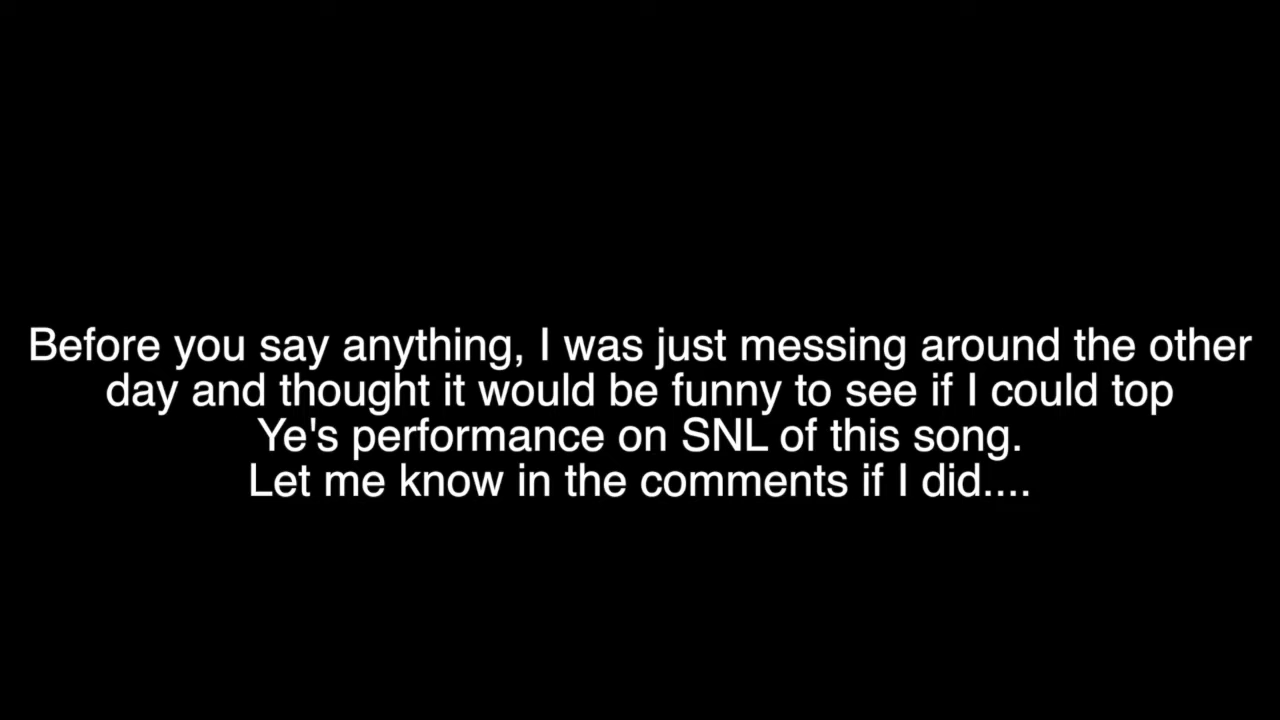 Before you say anything, I was just messing around the other
day and thought it would be funny to see if I could top
Ye's performance on SNL of this song.
Let me know in the comments if I did....